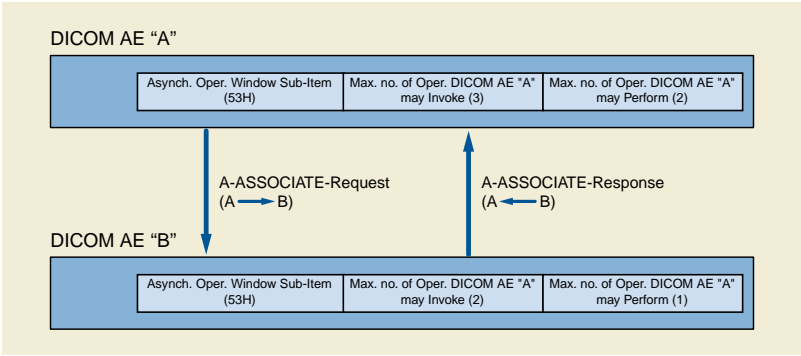 DICOM AE “A”
Asynch. Oper. Window Sub-Item
(53H)
Max. no. of Oper. DICOM AE "A"
may Invoke (3)
Max. no. of Oper. DICOM AE "A"
may Perform (2)
A-ASSOCIATE-Request
(A B)
A-ASSOCIATE-Response
(A B)
DICOM AE “B”
Asynch. Oper. Window Sub-Item
(53H)
Max. no. of Oper. DICOM AE "A"
may Invoke (2)
Max. no. of Oper. DICOM AE "A"
may Perform (1)